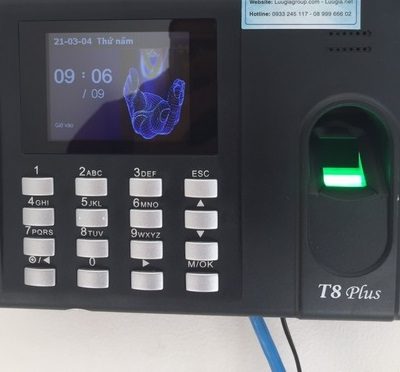 Website: Luugiagroup.com - Luugia.net
Hotline: 0933 245 117 - 08 999 666 02
21-03-04 Thứ năm
09 : 06
/ 09
Giờ vào
1 2ABC 3DEF ESC
4GHI 5JKL 6MNO ▲
7PQRS 8TUV 9WXYZ ▼
⊙/◀ 0 ▶ M/OK
T8 Plus